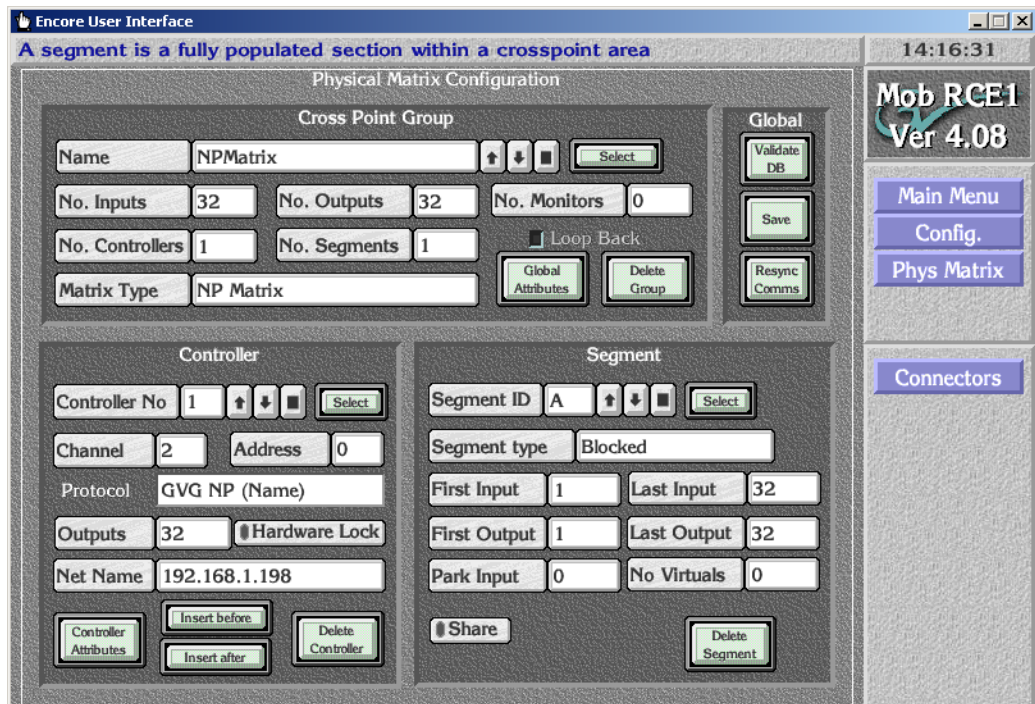 Encore User Interface
A segment is a fully populated section within a crosspoint area
14:16:31
Mob RCE1
Ver 4.08
Main Menu
Config.
Phys Matrix
Connectors
Physical Matrix Configuration
Cross Point Group
Name NPMatrix Select
No. Inputs 32 No. Outputs 32 No. Monitors 0
No. Controllers 1 No. Segments 1 Loop Back
Matrix Type NP Matrix
Global
Attributes
Delete
Group
Global
Validate
DB
Save
Resync
Comms
Controller
Controller No 1 Select
Channel 2 Address 0
Protocol GVG NP (Name)
Outputs 32 Hardware Lock
Net Name 192.168.1.198
Controller
Attributes
Insert before
Insert after
Delete
Controller
Segment
Segment ID A Select
Segment type Blocked
First Input 1 Last Input 32
First Output 1 Last Output 32
Park Input 0 No Virtuals 0
Share
Delete
Segment